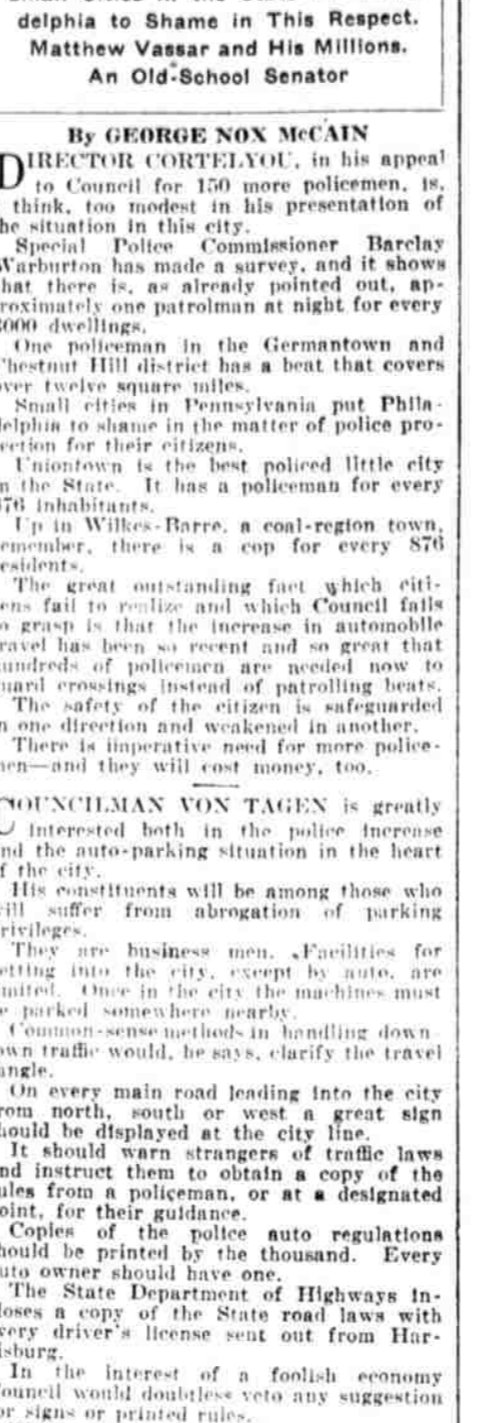 delphia to Shame in This Respect.
Matthew Vassar and His Millions.
An Old-School Senator
By GEORGE NOX McCAIN
DIRECTOR CORTELYOU, in his appeal
to Council for 150 more policemen, is,
think, too modest in his presentation of
he situation in this city.
Special Police Commissioner Barclay
Warburton has made a survey, and it shows
hat there is, as already pointed out, ap-
roximately one patrolman at night for every
000 dwellings.
One policeman in the Germantown and
Chestnut Hill district has a beat that covers
ver twelve square miles.
Small cities in Pennsylvania put Phila-
delphia to shame in the matter of police pro-
ection for their citizens.
Uniontown is the best policed little city
n the State. It has a policeman for every
76 inhabitants.
Up in Wilkes-Barre, a coal-region town,
emember, there is a cop for every 876
esidents.
The great outstanding fact which citi-
ens fail to realize and which Council fails
o grasp is that the increase in automobile
ravel has been so recent and so great that
undreds of policemen are needed now to
uard crossings instead of patrolling beats.
The safety of the citizen is safeguarded
n one direction and weakened in another.
There is imperative need for more police-
en—and they will cost money, too.
COUNCILMAN VON TAGEN is greatly
interested both in the police increase
nd the auto-parking situation in the heart
f the city.
His constituents will be among those who
ill suffer from abrogation of parking
rivileges.
They are business men. Facilities for
etting into the city, except by auto, are
imited. Once in the city the machines must
e parked somewhere nearby.
Common-sense methods in handling down-
own traffic would, he says, clarify the travel
angle.
On every main road leading into the city
rom north, south or west a great sign
hould be displayed at the city line.
It should warn strangers of traffic laws
nd instruct them to obtain a copy of the
ules from a policeman, or at a designated
oint, for their guidance.
Copies of the police auto regulations
hould be printed by the thousand. Every
uto owner should have one.
The State Department of Highways in-
loses a copy of the State road laws with
very driver's license sent out from Har-
isburg.
In the interest of a foolish economy
ouncil would doubtless veto any suggestion
or signs or printed rules.